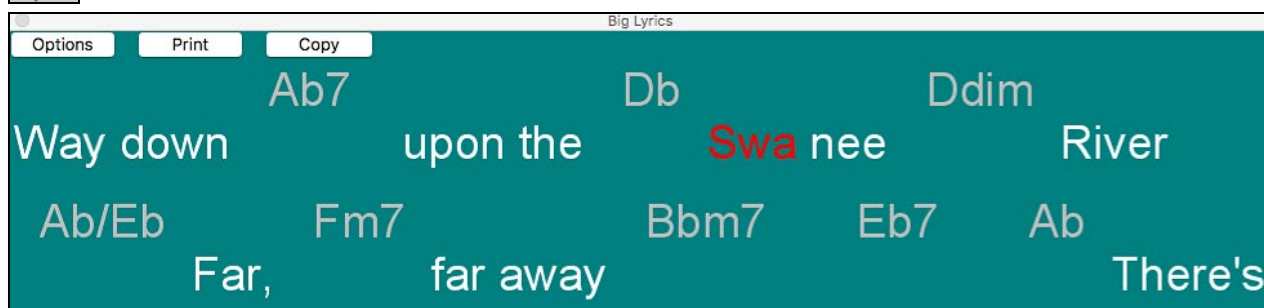 Big Lyrics
Options Print Copy
Ab7 Db Ddim
Way down upon the Swa nee River
Ab/Eb Fm7 Bbm7 Eb7 Ab
Far, far away There's